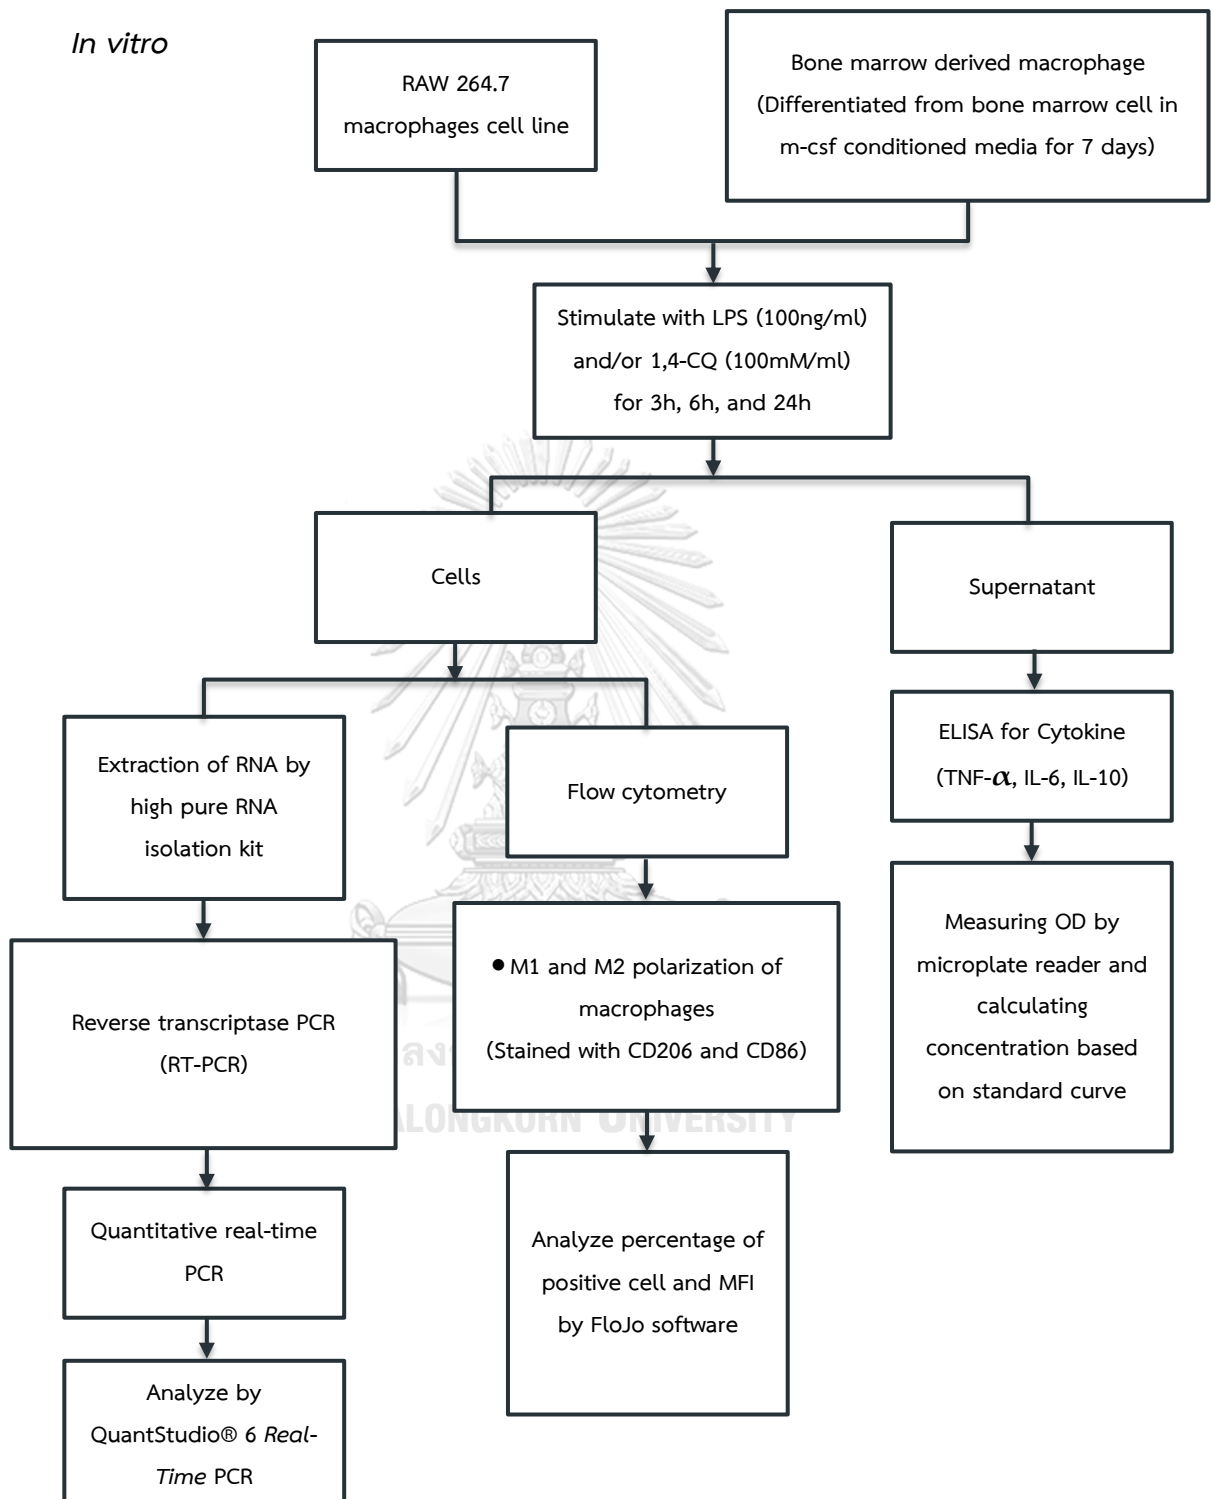 In vitro
RAW 264.7
macrophages cell line
Bone marrow derived macrophage
(Differentiated from bone marrow cell in
m-csf conditioned media for 7 days)
Stimulate with LPS (100ng/ml)
and/or 1,4-CQ (100mM/ml)
for 3h, 6h, and 24h
Cells
Supernatant
Extraction of RNA by
high pure RNA
isolation kit
Flow cytometry
ELISA for Cytokine
(TNF-α, IL-6, IL-10)
Reverse transcriptase PCR
(RT-PCR)
●M1 and M2 polarization of
macrophages
(Stained with CD206 and CD86)
Measuring OD by
microplate reader and
calculating
concentration based
on standard curve
ALONGKORN UNIVERSITY
Quantitative real-time
PCR
Analyze percentage of
positive cell and MFI
by FloJo software
Analyze by
QuantStudio® 6 Real-
Time PCR